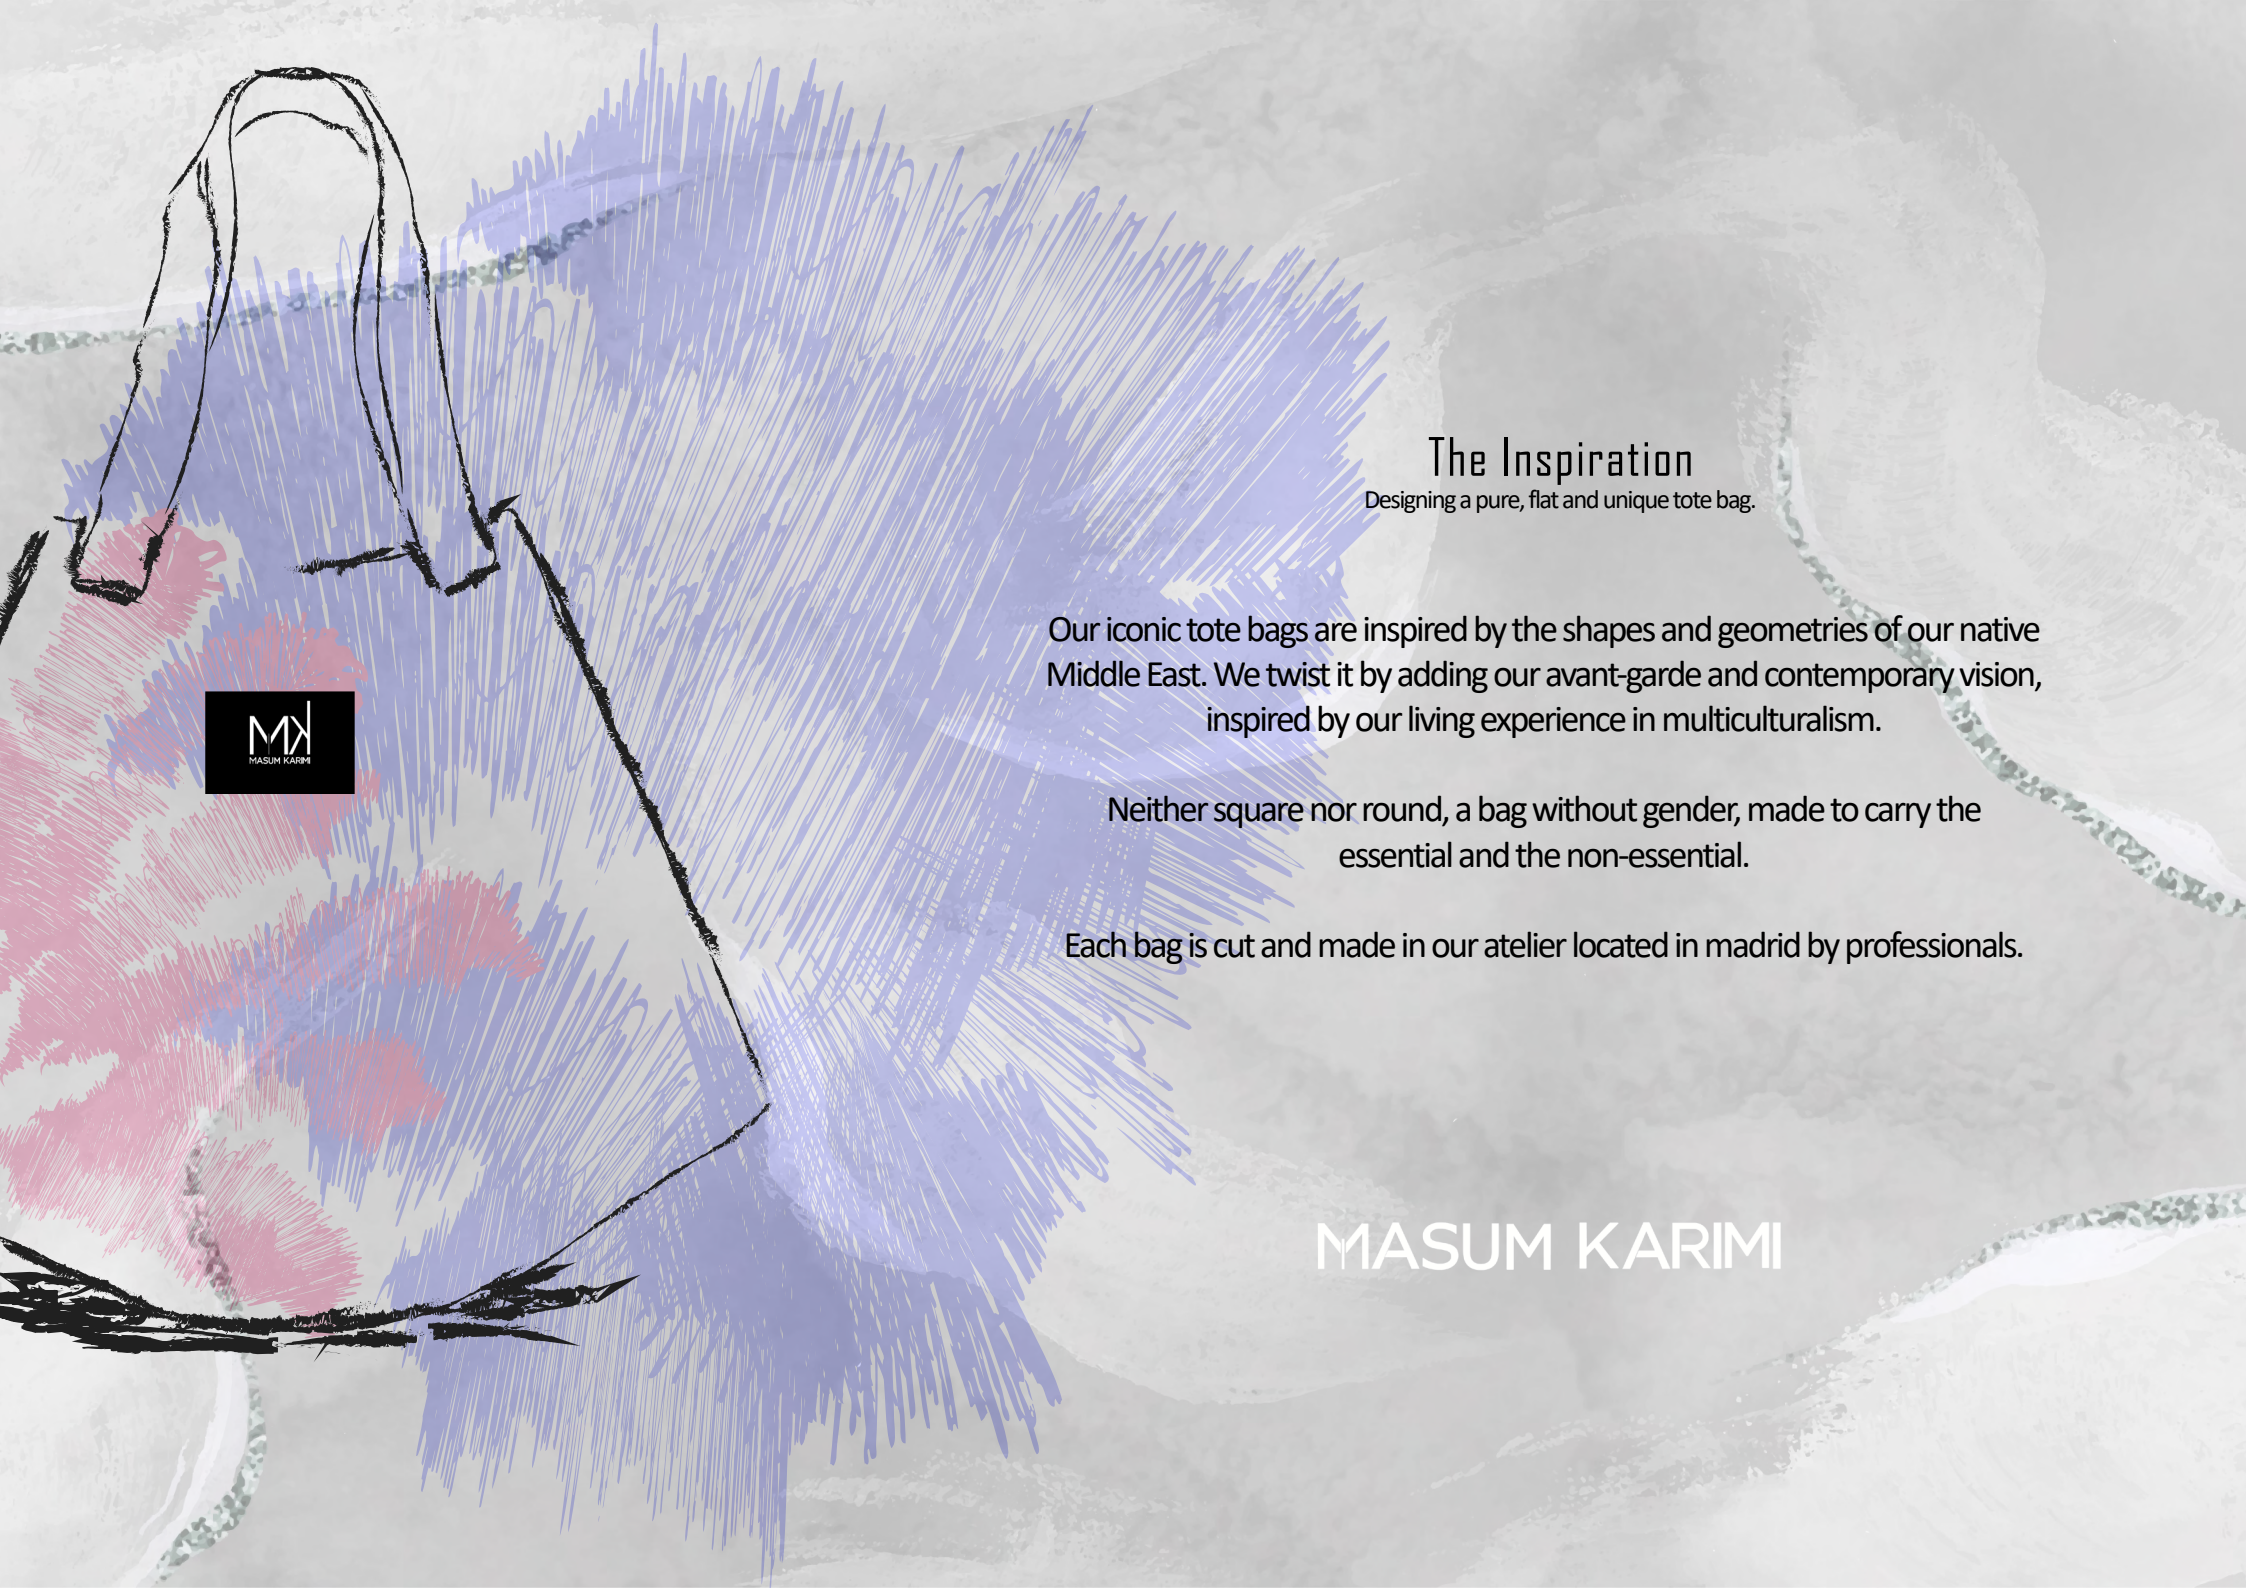 The Inspiration
Designing a pure, flat and unique tote bag.
Our iconic tote bags are inspired by the shapes and geometries of our native
Middle East. We twist it by adding our avant-garde and contemporary vision,
inspired by our living experience in multiculturalism.
Neither square nor round, a bag without gender, made to carry the
essential and the non-essential.
Each bag is cut and made in our atelier located in madrid by professionals.
MK
MASUM KARIMI
MASUM KARIMI